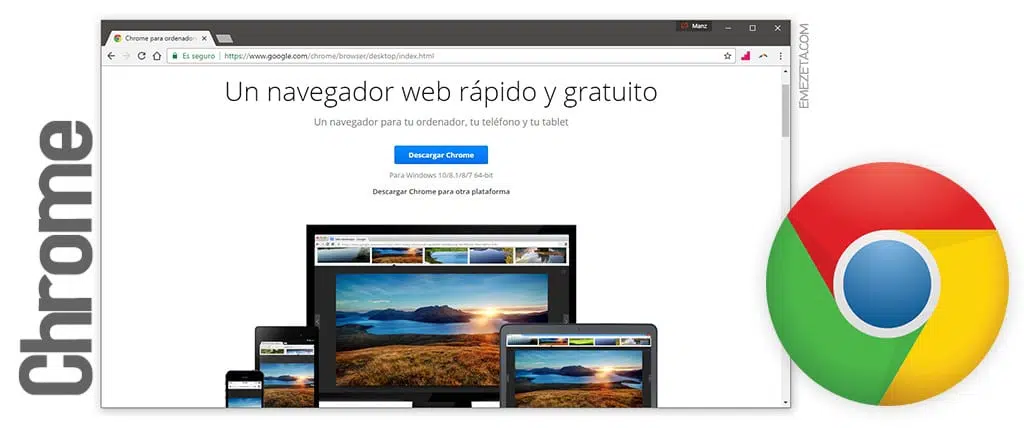 Chrome
Manz
Chrome para ordenador
Es seguro
https://www.google.com/chrome/browser/desktop/index.html
Un navegador web rápido y gratuito
Un navegador para tu ordenador, tu teléfono y tu tablet
Descargar Chrome
Para Windows 10/8.1/8/7 64-bit
Descargar Chrome para otra plataforma
EMEZETA.COM